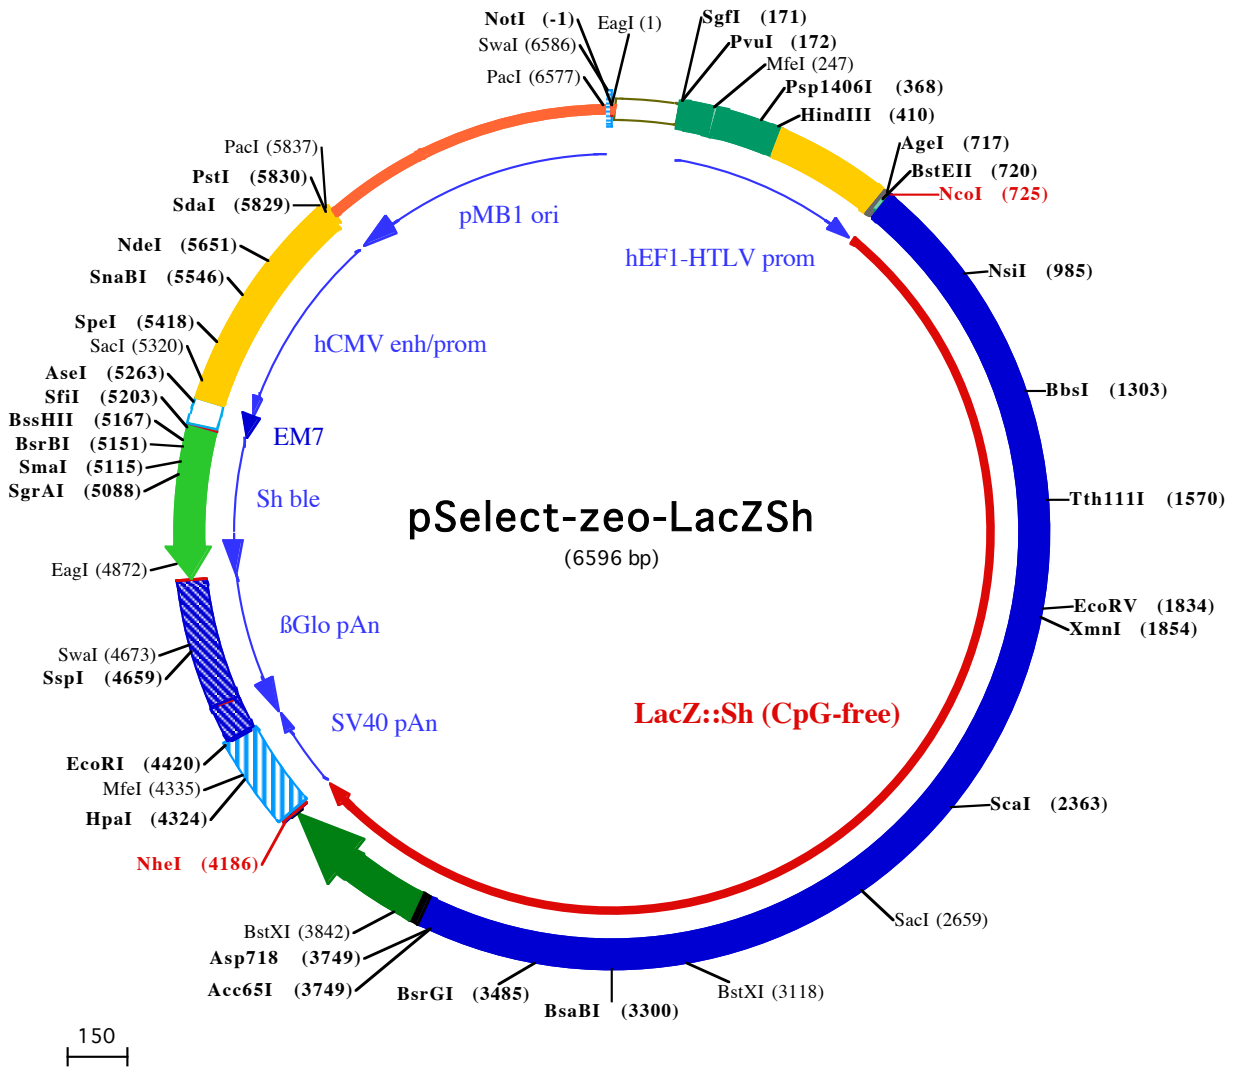 NotI (-1)
EagI (1)
SwaI (6586)
PacI (6577)
SgfI (171)
PvuI (172)
MfeI (247)
Psp1406I (368)
HindIII (410)
AgeI (717)
BstEII (720)
NcoI (725)
NsiI (985)
BbsI (1303)
Tth111I (1570)
EcoRV (1834)
XmnI (1854)
ScaI (2363)
SacI (2659)
BstXI (3118)
BsaBI (3300)
BsrGI (3485)
Acc65I (3749)
Asp718 (3749)
BstXI (3842)
NheI (4186)
HpaI (4324)
MfeI (4335)
EcoRI (4420)
SspI (4659)
SwaI (4673)
EagI (4872)
SgrAI (5088)
SmaI (5115)
BsrBI (5151)
BssHII (5167)
SfiI (5203)
AseI (5263)
SacI (5320)
SpeI (5418)
SnaBI (5546)
NdeI (5651)
SdaI (5829)
PstI (5830)
PacI (5837)
pMB1 ori
hEF1-HTLV prom
hCMV enh/prom
EM7
Sh ble
ßGlo pAn
SV40 pAn
pSelect-zeo-LacZSh
(6596 bp)
LacZ::Sh (CpG-free)
150